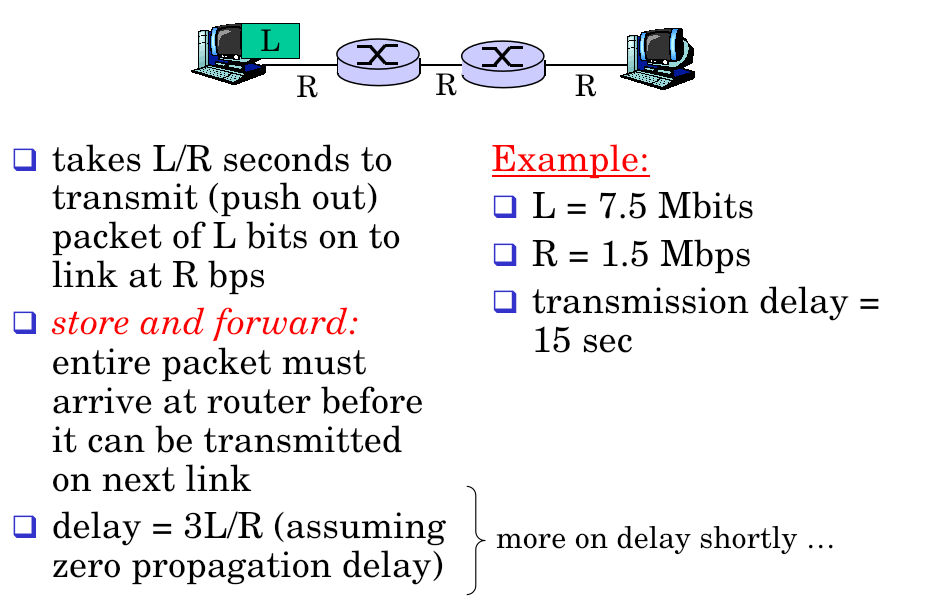 L
R
R
R
takes L/R seconds to
transmit (push out)
packet of L bits on to
link at R bps
store and forward:
entire packet must
arrive at router before
it can be transmitted
on next link
delay = 3L/R (assuming
zero propagation delay)
Example:
L = 7.5 Mbits
R = 1.5 Mbps
transmission delay =
15 sec
more on delay shortly …